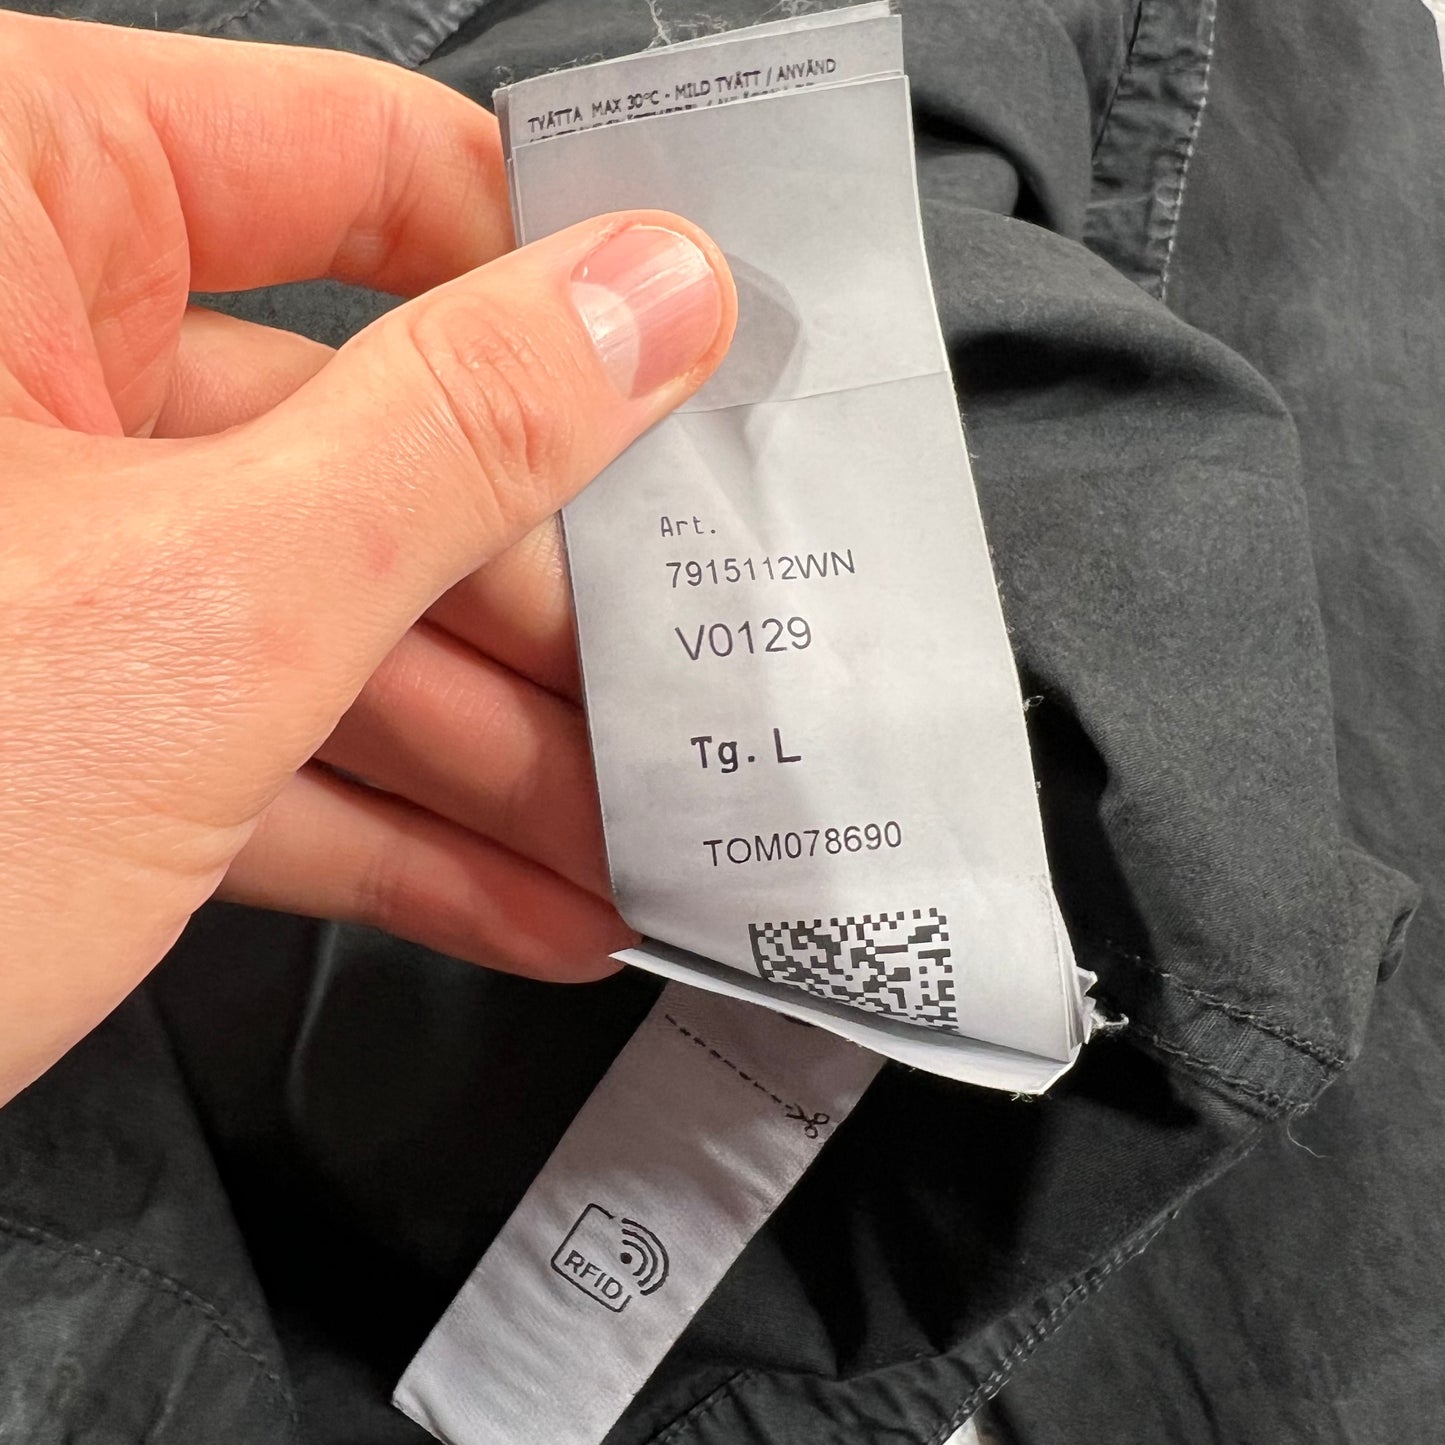 TVÄTTA MAX 30°C - MILD TVÄTT / ANVÄND
Art.
7915112WN
V0129
Tg. L
TOM078690
RFID